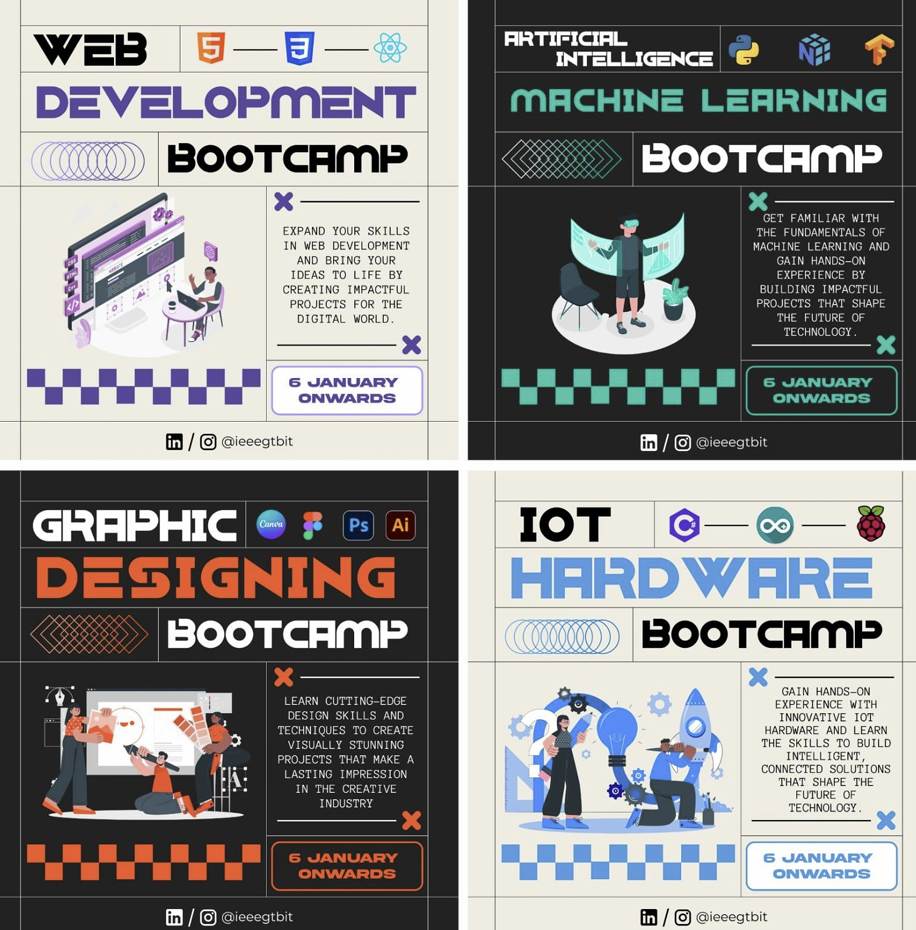 WEB
DEVELOPMENT
BOOTCAMP
EXPAND YOUR SKILLS
IN WEB DEVELOPMENT
AND BRING YOUR
IDEAS TO LIFE BY
CREATING IMPACTFUL
PROJECTS FOR THE
DIGITAL WORLD.
6 JANUARY
ONWARDS
/ @ieeegtbit
ARTIFICIAL
INTELLIGENCE
MACHINE LEARNING
BOOTCAMP
GET FAMILIAR WITH
THE FUNDAMENTALS OF
MACHINE LEARNING AND
GAIN HANDS-ON
EXPERIENCE BY
BUILDING IMPACTFUL
PROJECTS THAT SHAPE
THE FUTURE OF
TECHNOLOGY.
6 JANUARY
ONWARDS
/ @ieeegtbit
GRAPHIC
Canva
Ps
Ai
DESIGNING
BOOTCAMP
LEARN CUTTING-EDGE
DESIGN SKILLS AND
TECHNIQUES TO CREATE
VISUALLY STUNNING
PROJECTS THAT MAKE A
LASTING IMPRESSION
IN THE CREATIVE
INDUSTRY
6 JANUARY
ONWARDS
/ @ieeegtbit
IOT
HARDWARE
BOOTCAMP
GAIN HANDS-ON
EXPERIENCE WITH
INNOVATIVE IOT
HARDWARE AND LEARN
THE SKILLS TO BUILD
INTELLIGENT,
CONNECTED SOLUTIONS
THAT SHAPE THE
FUTURE OF
TECHNOLOGY.
6 JANUARY
ONWARDS
/ @ieeegtbit